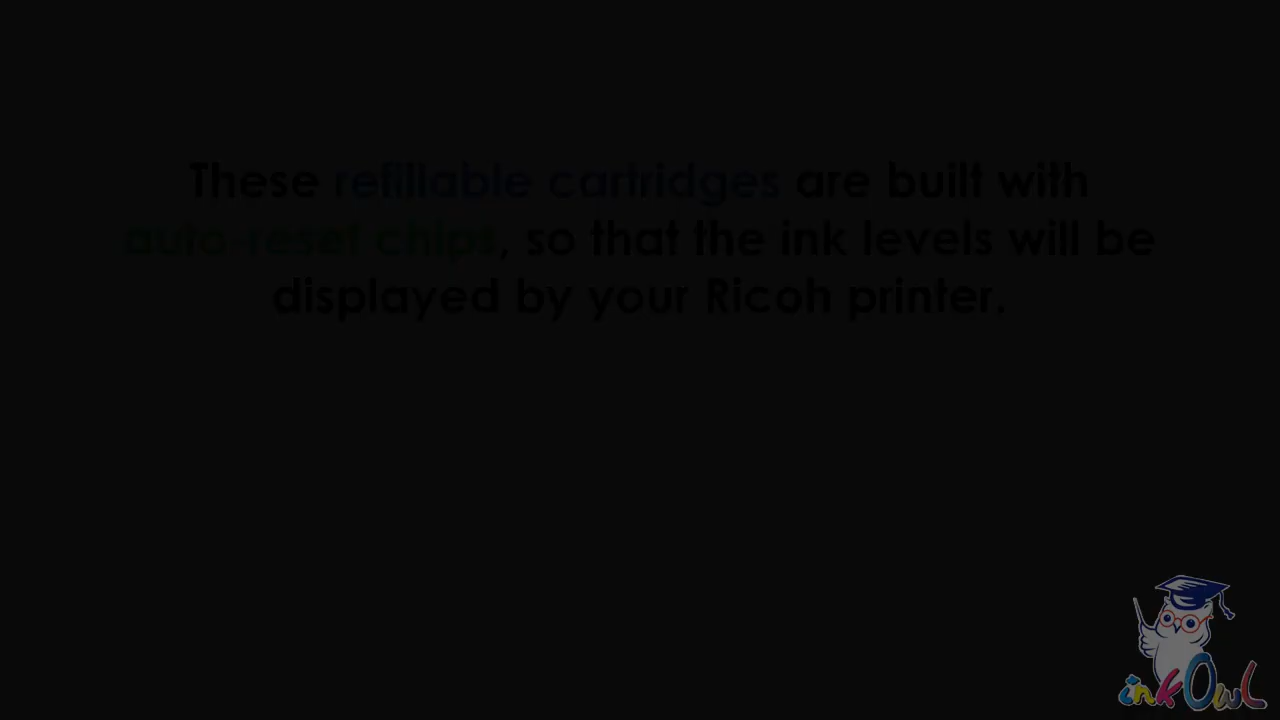 These refillable cartridges are built with
auto-reset chips, so that the ink levels will be
displayed by your Ricoh printer.
inkOwl